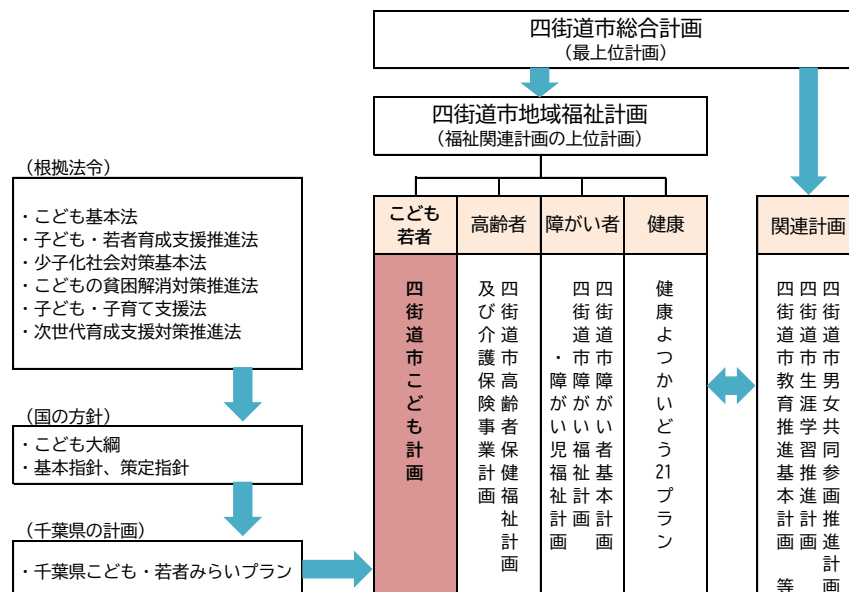 四街道市総合計画
（最上位計画）
四街道市地域福祉計画
（福祉関連計画の上位計画）
（根拠法令）
・こども基本法
・子ども・若者育成支援推進法
・少子化社会対策基本法
・こどもの貧困解消対策推進法
・子ども・子育て支援法
・次世代育成支援対策推進法
（国の方針）
・こども大綱
・基本指針、策定指針
（千葉県の計画）
・千葉県こども・若者みらいプラン
こども
若者
四街道市こども計画
高齢者
四街道市高齢者保健福祉計画
及び介護保険事業計画
障がい者
四街道市障がい者基本計画
四街道市障がい福祉計画
・障がい児福祉計画
健康
健康よつかいどう21プラン
関連計画
四街道市男女共同参画推進計画
四街道市生涯学習推進計画
四街道市教育推進基本計画 等